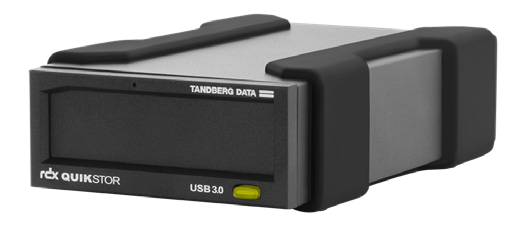 TANDBERG DATA
rdx QUIKSTOR
USB 3.0